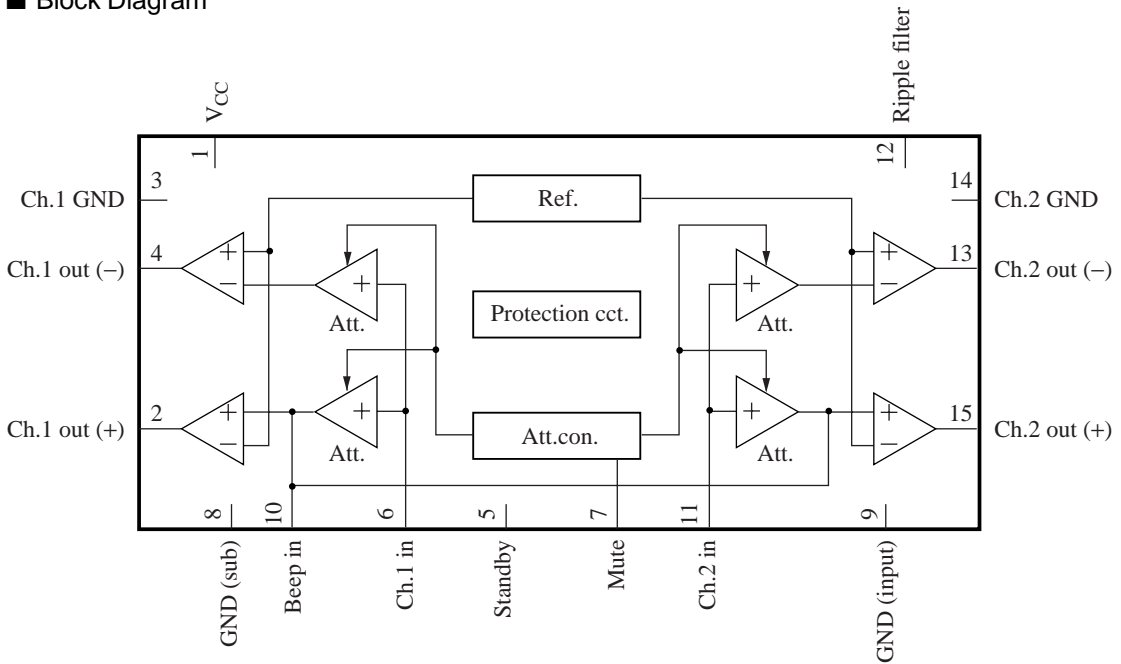 ■ Block Diagram
VCC
Ripple filter
1
12
Ch.1 GND
3
Ref.
14
Ch.2 GND
Ch.1 out (−)
4
+
−
+
Att.
Protection cct.
+
Att.
+
−
13
Ch.2 out (−)
Ch.1 out (+)
2
+
−
+
Att.
Att.con.
+
Att.
+
−
15
Ch.2 out (+)
8
10
6
5
7
11
9
GND (sub)
Beep in
Ch.1 in
Standby
Mute
Ch.2 in
GND (input)